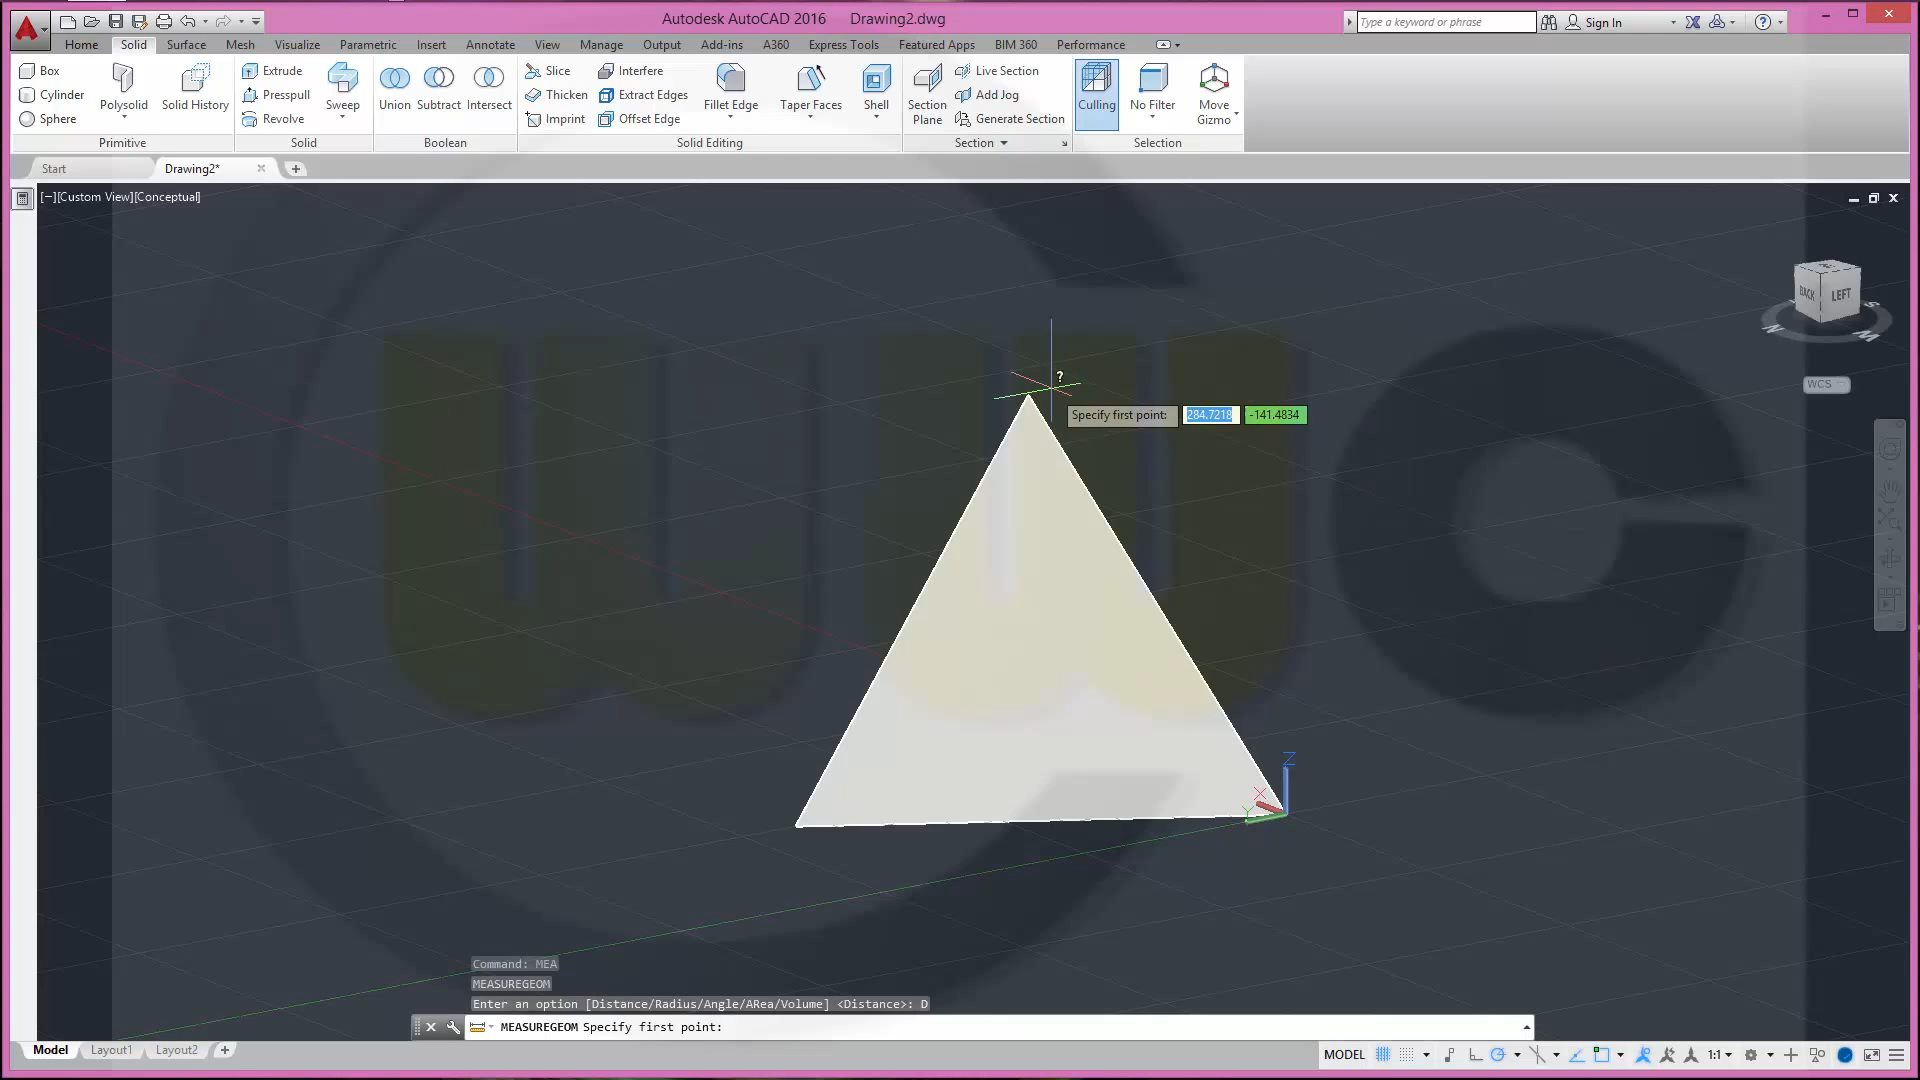 Autodesk AutoCAD 2016 Drawing2.dwg
Type a keyword or phrase
Sign In
Home Solid Surface Mesh Visualize Parametric Insert Annotate View Manage Output Add-ins A360 Express Tools Featured Apps BIM 360 Performance
Box
Cylinder
Sphere
Polysolid
Solid History
Primitive
Extrude
Presspull
Revolve
Sweep
Solid
Union Subtract Intersect
Boolean
Slice
Thicken
Imprint
Interfere
Extract Edges
Offset Edge
Fillet Edge
Taper Faces
Shell
Solid Editing
Section
Plane
Live Section
Add Jog
Generate Section
Section
Culling
No Filter
Move
Gizmo
Selection
Start
Drawing2*
[−][Custom View][Conceptual]
BACK
LEFT
N
S
WCS
?
Specify first point: 284.7218 -141.4834
Z
X
Y
Command: MEA
MEASUREGEOM
Enter an option [Distance/Radius/Angle/ARea/Volume] <Distance>: D
MEASUREGEOM Specify first point:
Model Layout1 Layout2
MODEL
1:1